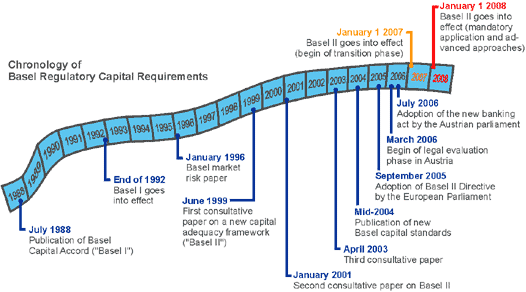 January 1 2008
Basel II goes into
effect (mandatory
application and ad-
vanced approaches)
January 1 2007
Basel II goes into effect
(begin of transition phase)
Chronology of
Basel Regulatory Capital Requirements
1988
1989
1990
1991
1992
1993
1994
1995
1996
1997
1998
1999
2000
2001
2002
2003
2004
2005
2006
2007
2008
July 1988
Publication of Basel
Capital Accord ("Basel I")
End of 1992
Basel I goes
into effect
January 1996
Basel market
risk paper
June 1999
First consultative
paper on a new capital
adequacy framework
("Basel II")
January 2001
Second consultative paper on Basel II
April 2003
Third consultative paper
Mid-2004
Publication of new
Basel capital standards
September 2005
Adoption of Basel II Directive
by the European Parliament
March 2006
Begin of legal evaluation
phase in Austria
July 2006
Adoption of the new banking
act by the Austrian parliament